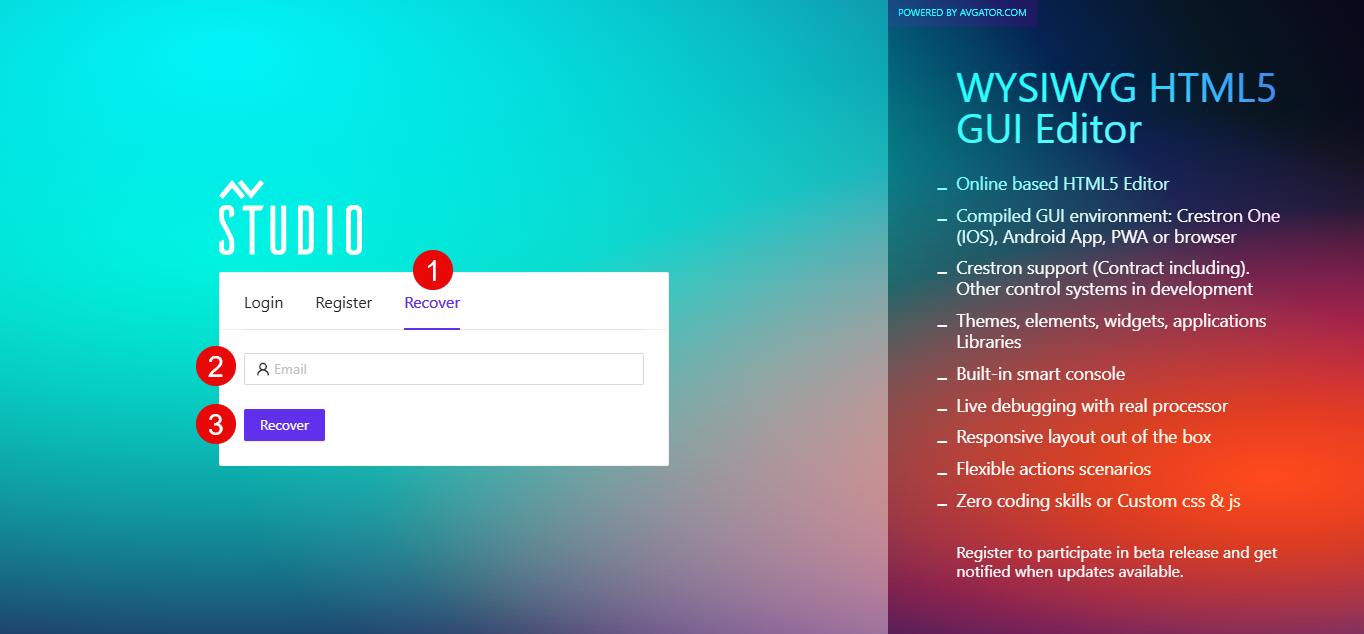 POWERED BY AVGATOR.COM
WYSIWYG HTML5
GUI Editor
Online based HTML5 Editor
Compiled GUI environment: Crestron One
(IOS), Android App, PWA or browser
Crestron support (Contract including).
Other control systems in development
Themes, elements, widgets, applications
Libraries
Built-in smart console
Live debugging with real processor
Responsive layout out of the box
Flexible actions scenarios
Zero coding skills or Custom css & js
Register to participate in beta release and get
notified when updates available.
AV
STUDIO
1
Login Register Recover
2 Email
3 Recover